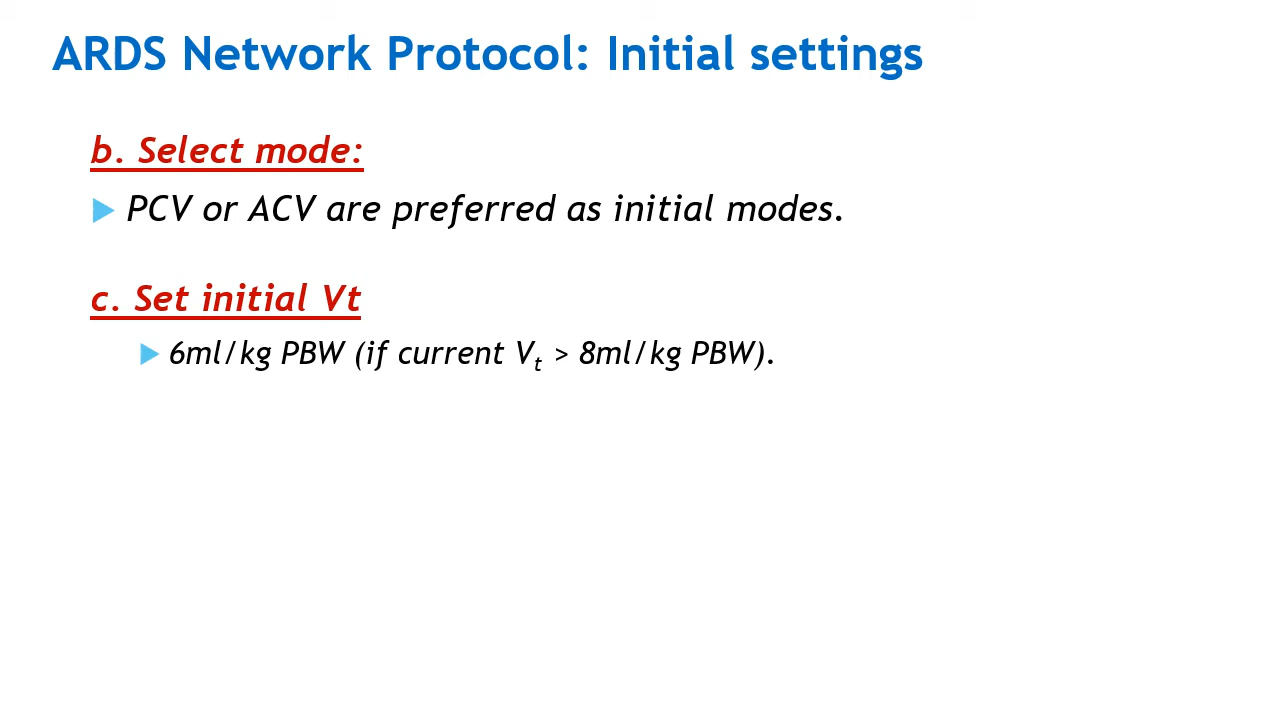 ARDS Network Protocol: Initial settings
b. Select mode:
PCV or ACV are preferred as initial modes.
c. Set initial Vt
6ml/kg PBW (if current Vt > 8ml/kg PBW).